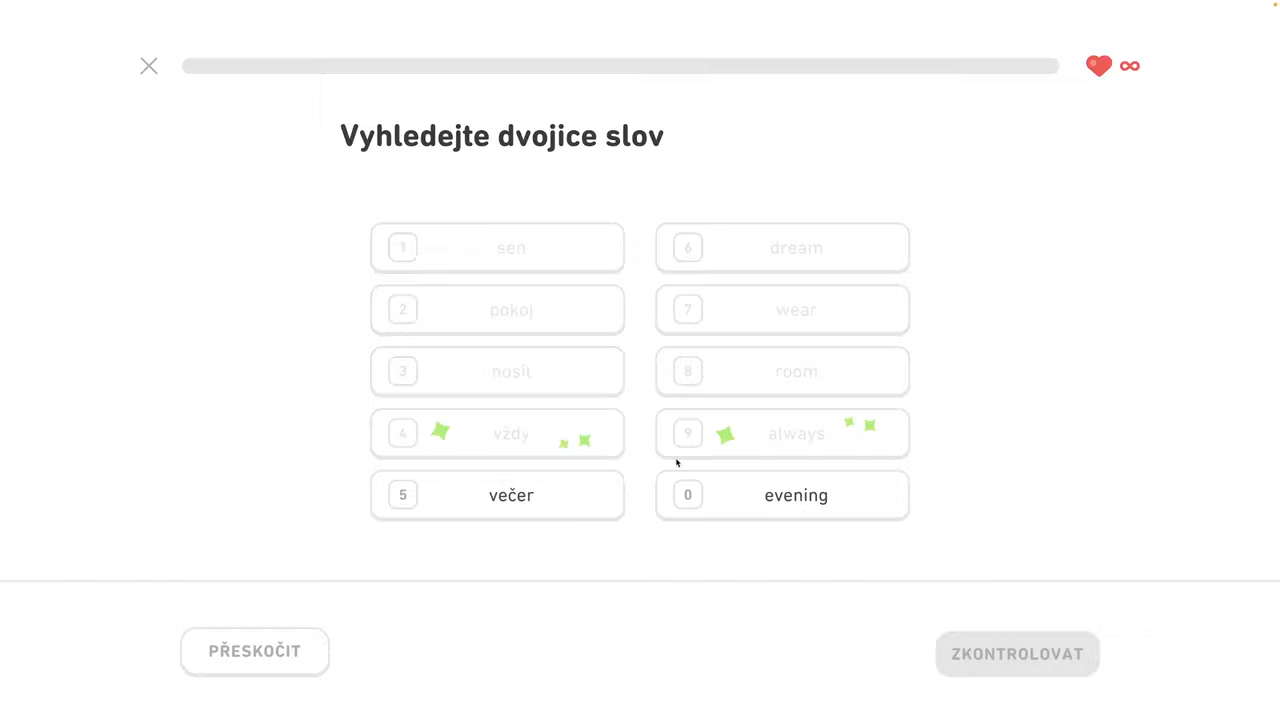 ∞
Vyhledejte dvojice slov
1 sen
6 dream
2 pokoj
7 wear
3 nosit
8 room
4 vždy
9 always
5 večer
0 evening
PŘESKOČIT
ZKONTROLOVAT